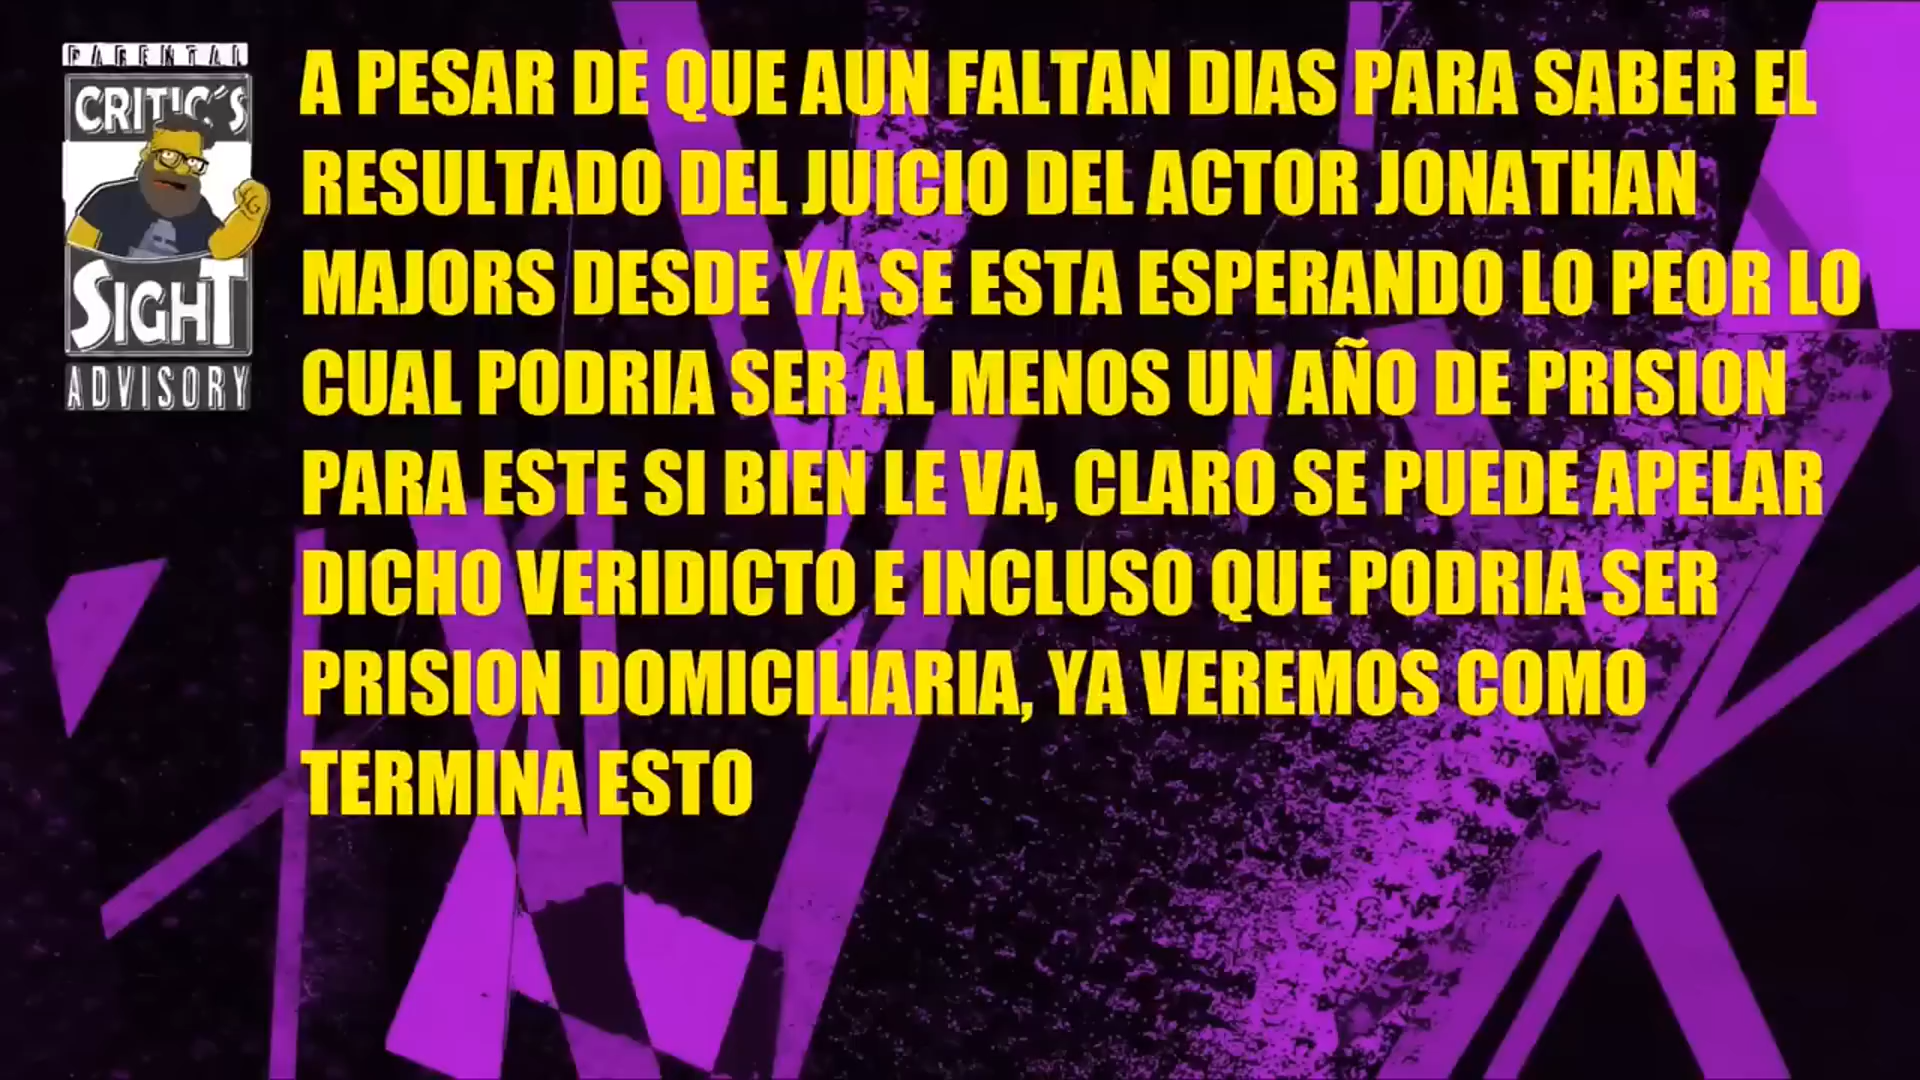 PARENTAL
CRITIC´S
SIGHT
ADVISORY
A PESAR DE QUE AUN FALTAN DIAS PARA SABER EL
RESULTADO DEL JUICIO DEL ACTOR JONATHAN
MAJORS DESDE YA SE ESTA ESPERANDO LO PEOR LO
CUAL PODRIA SER AL MENOS UN AÑO DE PRISION
PARA ESTE SI BIEN LE VA, CLARO SE PUEDE APELAR
DICHO VERIDICTO E INCLUSO QUE PODRIA SER
PRISION DOMICILIARIA, YA VEREMOS COMO
TERMINA ESTO